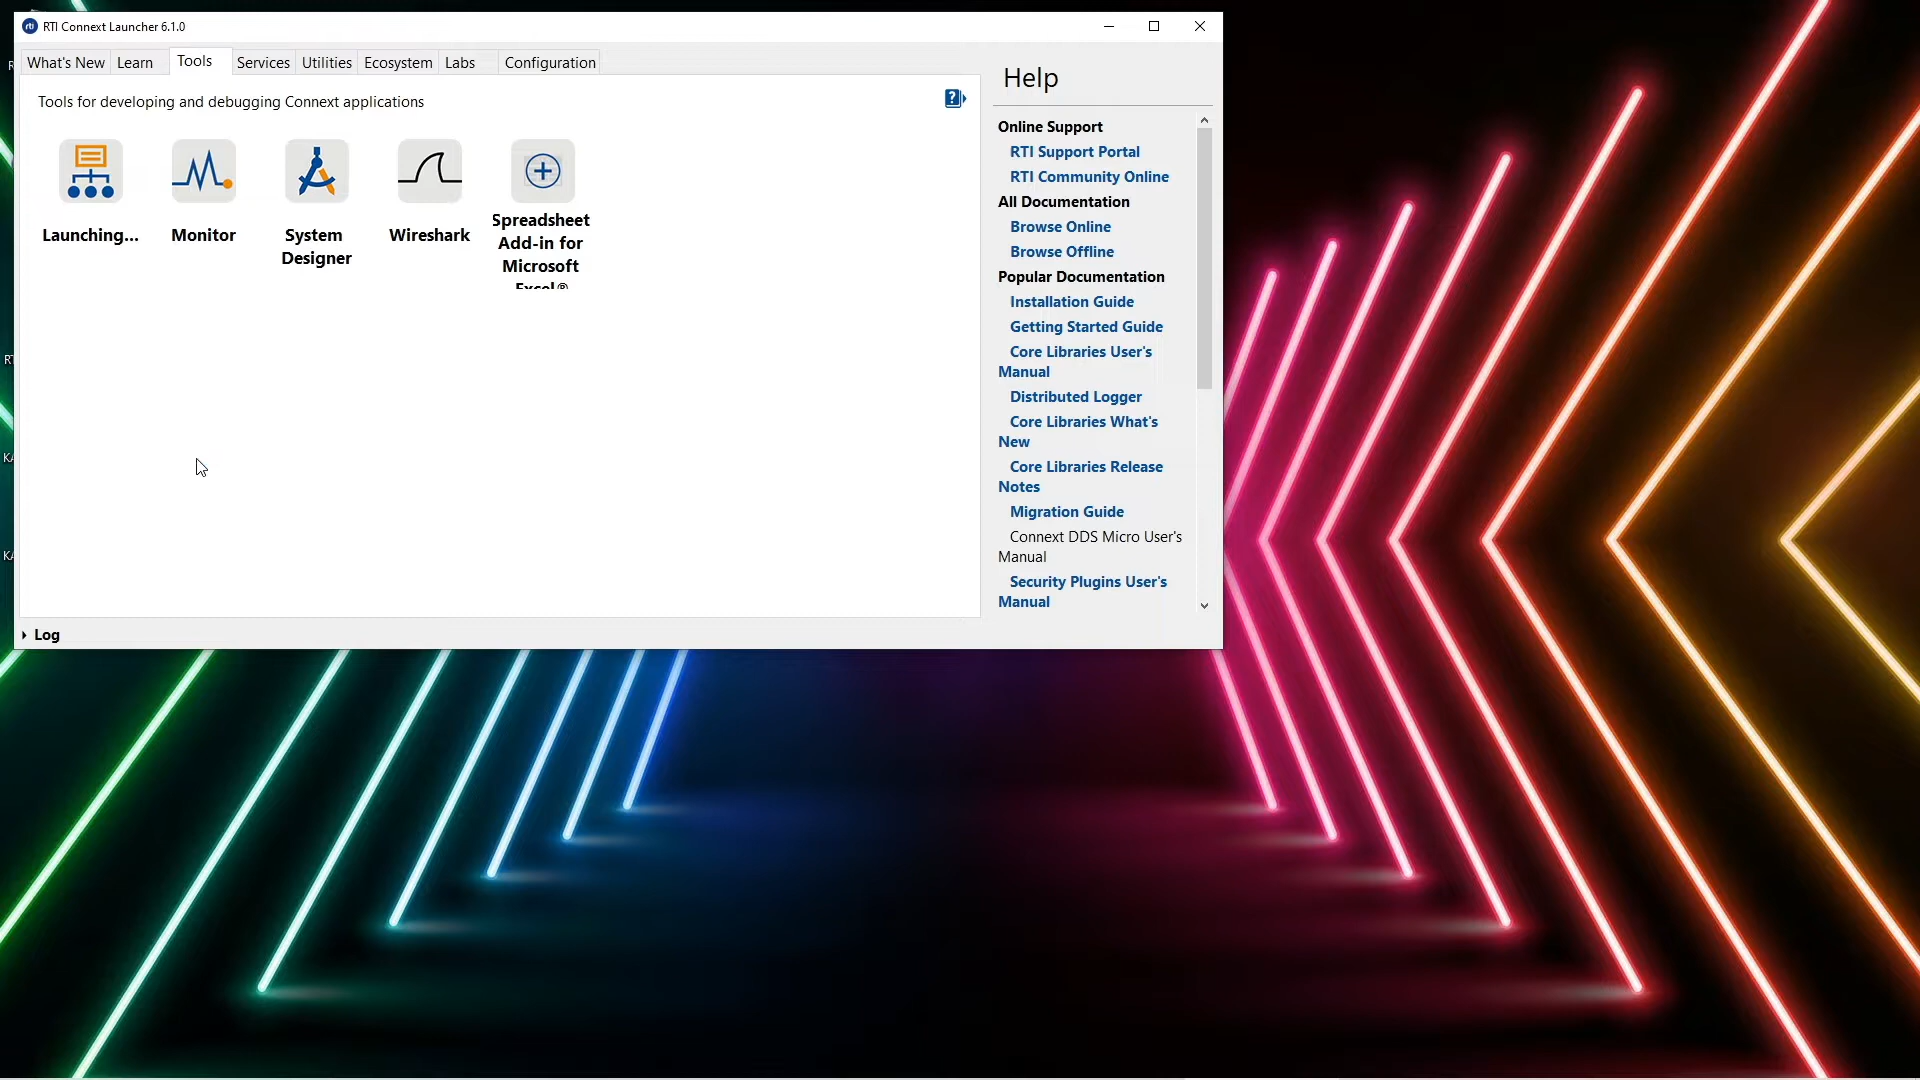 rti RTI Connext Launcher 6.1.0
What's New Learn Tools Services Utilities Ecosystem Labs Configuration
Tools for developing and debugging Connext applications
?
Launching...
Monitor
System
Designer
Wireshark
Spreadsheet
Add-in for
Microsoft
Excel®
Log
Help
Online Support
RTI Support Portal
RTI Community Online
All Documentation
Browse Online
Browse Offline
Popular Documentation
Installation Guide
Getting Started Guide
Core Libraries User's
Manual
Distributed Logger
Core Libraries What's
New
Core Libraries Release
Notes
Migration Guide
Connext DDS Micro User's
Manual
Security Plugins User's
Manual